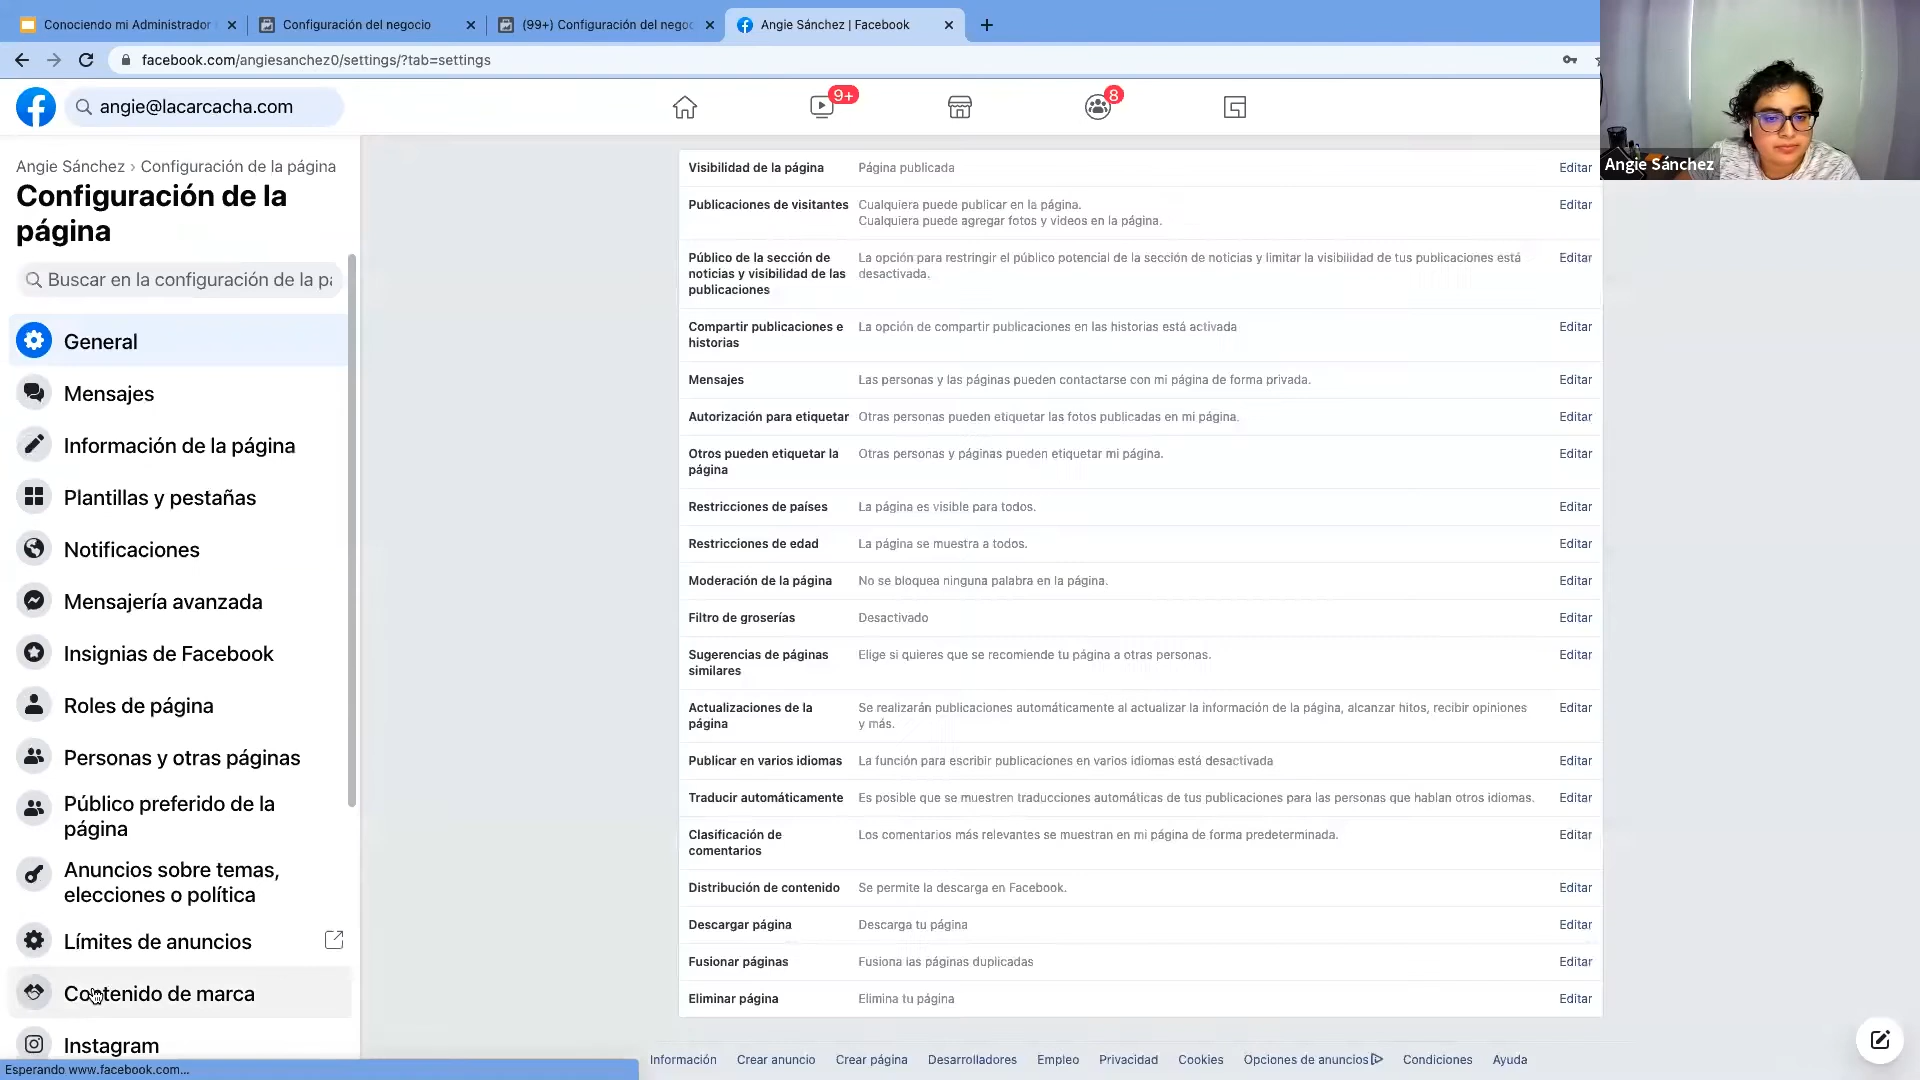 Conociendo mi Administrador
Configuración del negocio
(99+) Configuración del negoc
Angie Sánchez | Facebook
facebook.com/angiesanchez0/settings/?tab=settings
angie@lacarcacha.com
9+
8
Angie Sánchez
Angie Sánchez › Configuración de la página
Configuración de la
página
Buscar en la configuración de la pá
General
Mensajes
Información de la página
Plantillas y pestañas
Notificaciones
Mensajería avanzada
Insignias de Facebook
Roles de página
Personas y otras páginas
Público preferido de la
página
Anuncios sobre temas,
elecciones o política
Límites de anuncios
Contenido de marca
Instagram
Esperando www.facebook.com...
Visibilidad de la página Página publicada Editar
Publicaciones de visitantes Cualquiera puede publicar en la página. Editar
Cualquiera puede agregar fotos y videos en la página.
Público de la sección de La opción para restringir el público potencial de la sección de noticias y limitar la visibilidad de tus publicaciones está Editar
noticias y visibilidad de las desactivada.
publicaciones
Compartir publicaciones e La opción de compartir publicaciones en las historias está activada Editar
historias
Mensajes Las personas y las páginas pueden contactarse con mi página de forma privada. Editar
Autorización para etiquetar Otras personas pueden etiquetar las fotos publicadas en mi página. Editar
Otros pueden etiquetar la Otras personas y páginas pueden etiquetar mi página. Editar
página
Restricciones de países La página es visible para todos. Editar
Restricciones de edad La página se muestra a todos. Editar
Moderación de la página No se bloquea ninguna palabra en la página. Editar
Filtro de groserías Desactivado Editar
Sugerencias de páginas Elige si quieres que se recomiende tu página a otras personas. Editar
similares
Actualizaciones de la Se realizarán publicaciones automáticamente al actualizar la información de la página, alcanzar hitos, recibir opiniones Editar
página y más.
Publicar en varios idiomas La función para escribir publicaciones en varios idiomas está desactivada Editar
Traducir automáticamente Es posible que se muestren traducciones automáticas de tus publicaciones para las personas que hablan otros idiomas. Editar
Clasificación de Los comentarios más relevantes se muestran en mi página de forma predeterminada. Editar
comentarios
Distribución de contenido Se permite la descarga en Facebook. Editar
Descargar página Descarga tu página Editar
Fusionar páginas Fusiona las páginas duplicadas Editar
Eliminar página Elimina tu página Editar
Información Crear anuncio Crear página Desarrolladores Empleo Privacidad Cookies Opciones de anuncios Condiciones Ayuda